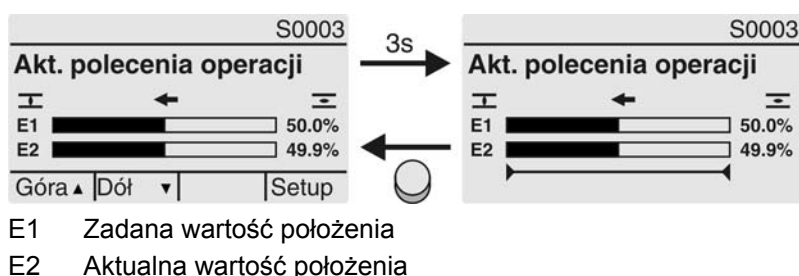 S0003
Akt. polecenia operacji
E1 50.0%
E2 49.9%
Góra▲ Dół ▼ Setup
3s
S0003
Akt. polecenia operacji
E1 50.0%
E2 49.9%
E1 Zadana wartość położenia
E2 Aktualna wartość położenia